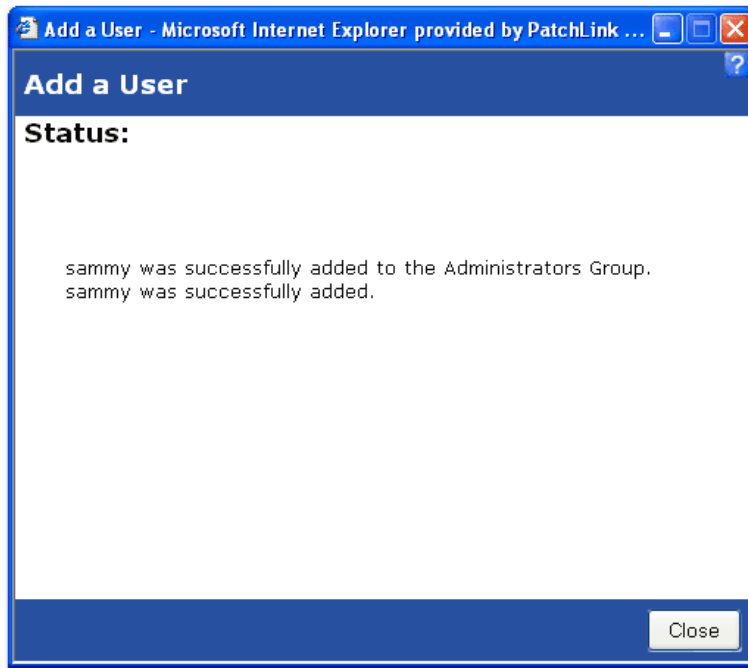 Add a User - Microsoft Internet Explorer provided by PatchLink ...
?
Add a User
Status:
sammy was successfully added to the Administrators Group.
sammy was successfully added.
Close